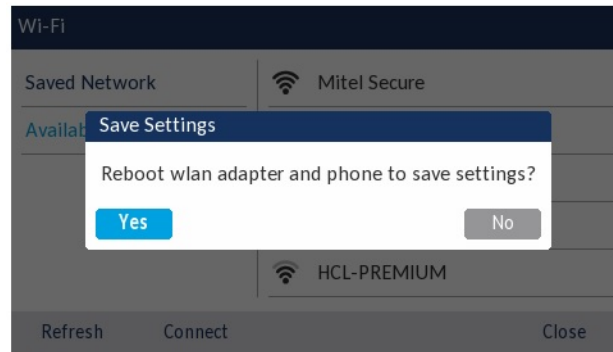 Wi-Fi
Saved Network
Mitel Secure
Availab
Save Settings
Reboot wlan adapter and phone to save settings?
Yes
No
HCL-PREMIUM
Refresh
Connect
Close